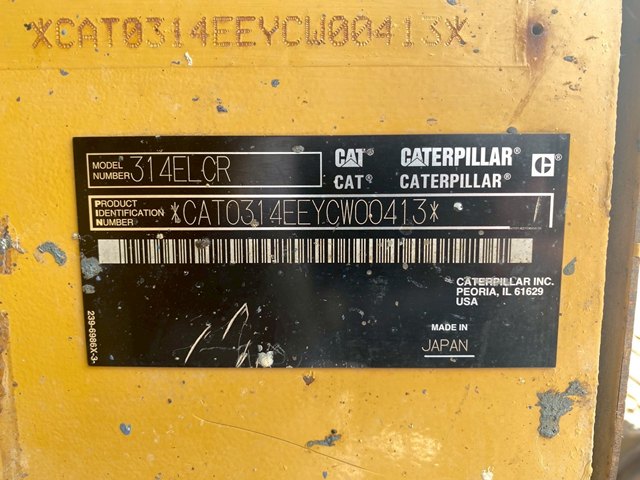 XCAT0314EEYCW00413X
MODEL NUMBER 314ELCR
CAT CATERPILLAR C
CAT® CATERPILLAR®
PRODUCT IDENTIFICATION NUMBER *CAT0314EEYCW00413*
CATERPILLAR INC.
PEORIA, IL 61629
USA
239-6986X-3
MADE IN
JAPAN